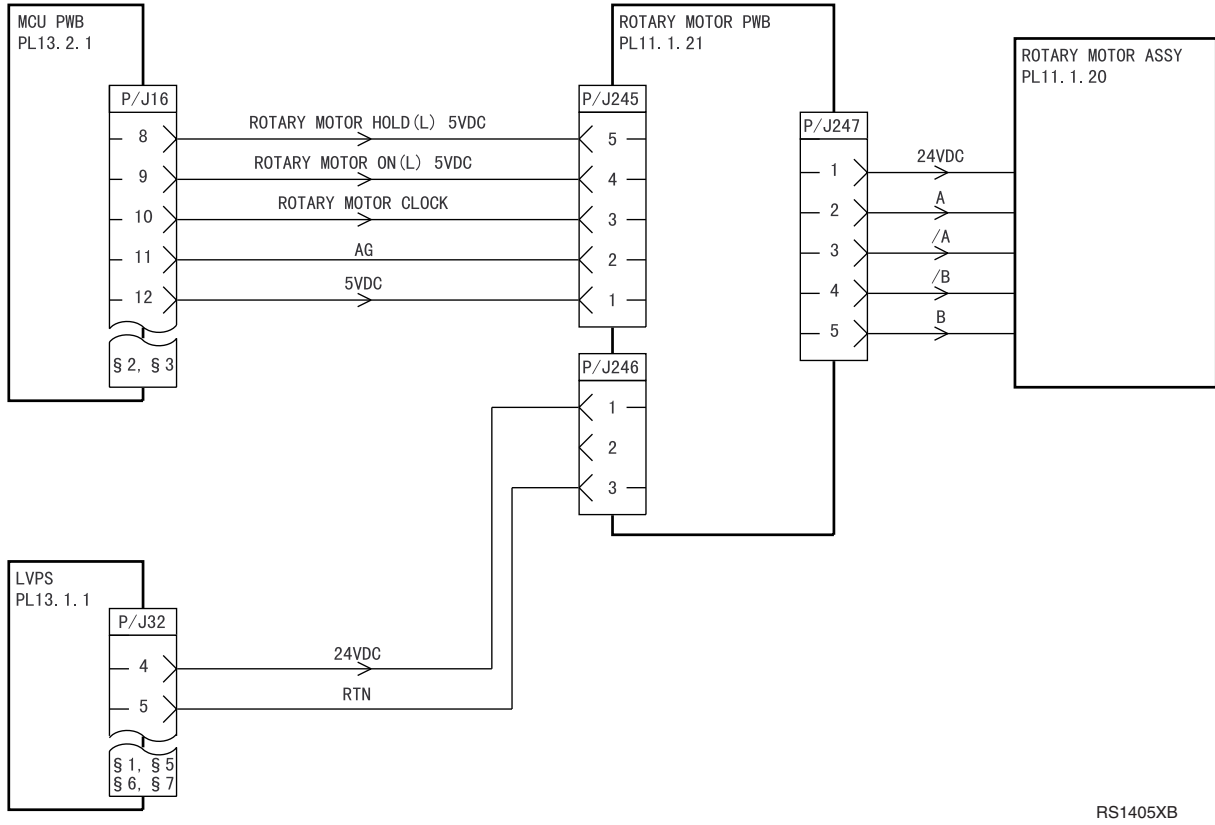 MCU PWB
PL13. 2. 1
P/J16
8
9
10
11
12
§ 2, § 3
ROTARY MOTOR HOLD(L) 5VDC
ROTARY MOTOR ON(L) 5VDC
ROTARY MOTOR CLOCK
AG
5VDC
ROTARY MOTOR PWB
PL11. 1. 21
P/J245
5
4
3
2
1
P/J246
1
2
3
P/J247
1
2
3
4
5
24VDC
A
/A
/B
B
ROTARY MOTOR ASSY
PL11. 1. 20
LVPS
PL13. 1. 1
P/J32
4
5
§ 1, § 5
§ 6, § 7
24VDC
RTN
RS1405XB